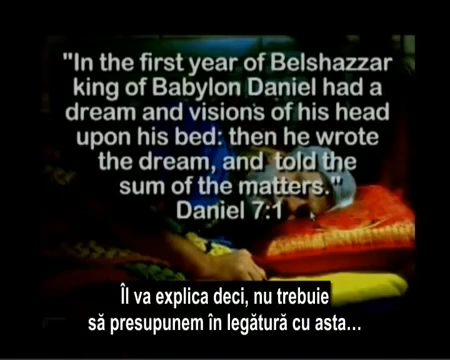 "In the first year of Belshazzar
king of Babylon Daniel had a
dream and visions of his head
upon his bed: then he wrote
the dream, and told the
sum of the matters."
Daniel 7:1
Îl va explica deci, nu trebuie
să presupunem în legătură cu asta...